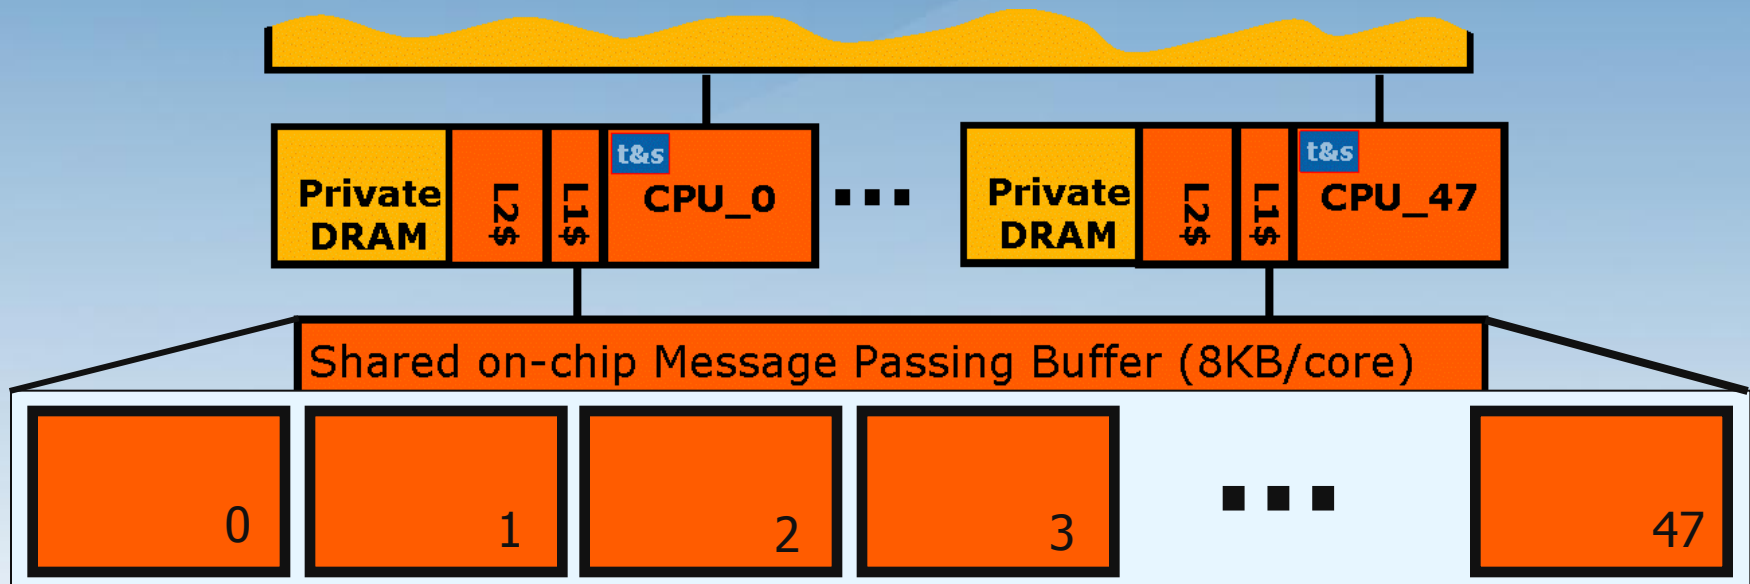 t&s
Private
DRAM
L2$
L1$
CPU_0
...
t&s
Private
DRAM
L2$
L1$
CPU_47
Shared on-chip Message Passing Buffer (8KB/core)
0
1
2
3
...
47